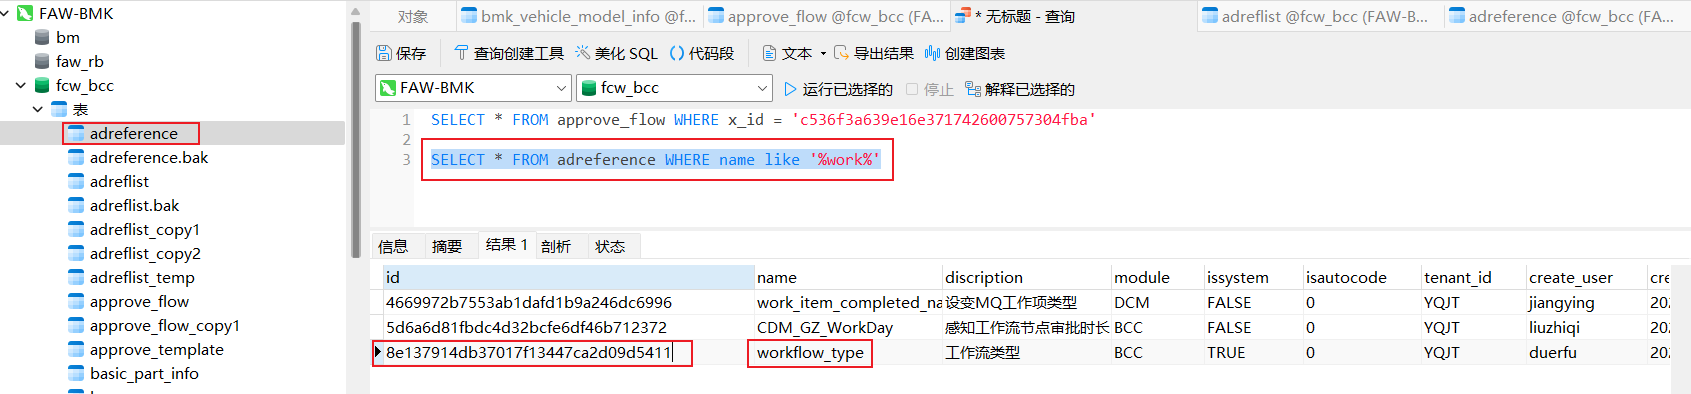 FAW-BMK
bm
faw_rb
fcw_bcc
表
adreference
adreference.bak
adreflist
adreflist.bak
adreflist_copy1
adreflist_copy2
adreflist_temp
approve_flow
approve_flow_copy1
approve_template
basic_part_info
对象 bmk_vehicle_model_info @f... approve_flow @fcw_bcc (FA... * 无标题 - 查询 adreflist @fcw_bcc (FAW-B... adreference @fcw_bcc (FA...
保存 查询创建工具 美化 SQL () 代码段 文本 导出结果 创建图表
FAW-BMK fcw_bcc 运行已选择的 停止 解释已选择的
1 SELECT * FROM approve_flow WHERE x_id = 'c536f3a639e16e371742600757304fba'
2
3 SELECT * FROM adreference WHERE name like '%work%'
信息 摘要 结果 1 剖析 状态
id name discription module issystem isautocode tenant_id create_user cre
4669972b7553ab1dafd1b9a246dc6996 work_item_completed_na 设变MQ工作项类型 DCM FALSE 0 YQJT jiangying 202
5d6a6d81fbdc4d32bcfe6df46b712372 CDM_GZ_WorkDay 感知工作流节点审批时长 BCC FALSE 0 YQJT liuzhiqi 202
8e137914db37017f13447ca2d09d5411 workflow_type 工作流类型 BCC TRUE 0 YQJT duerfu 202